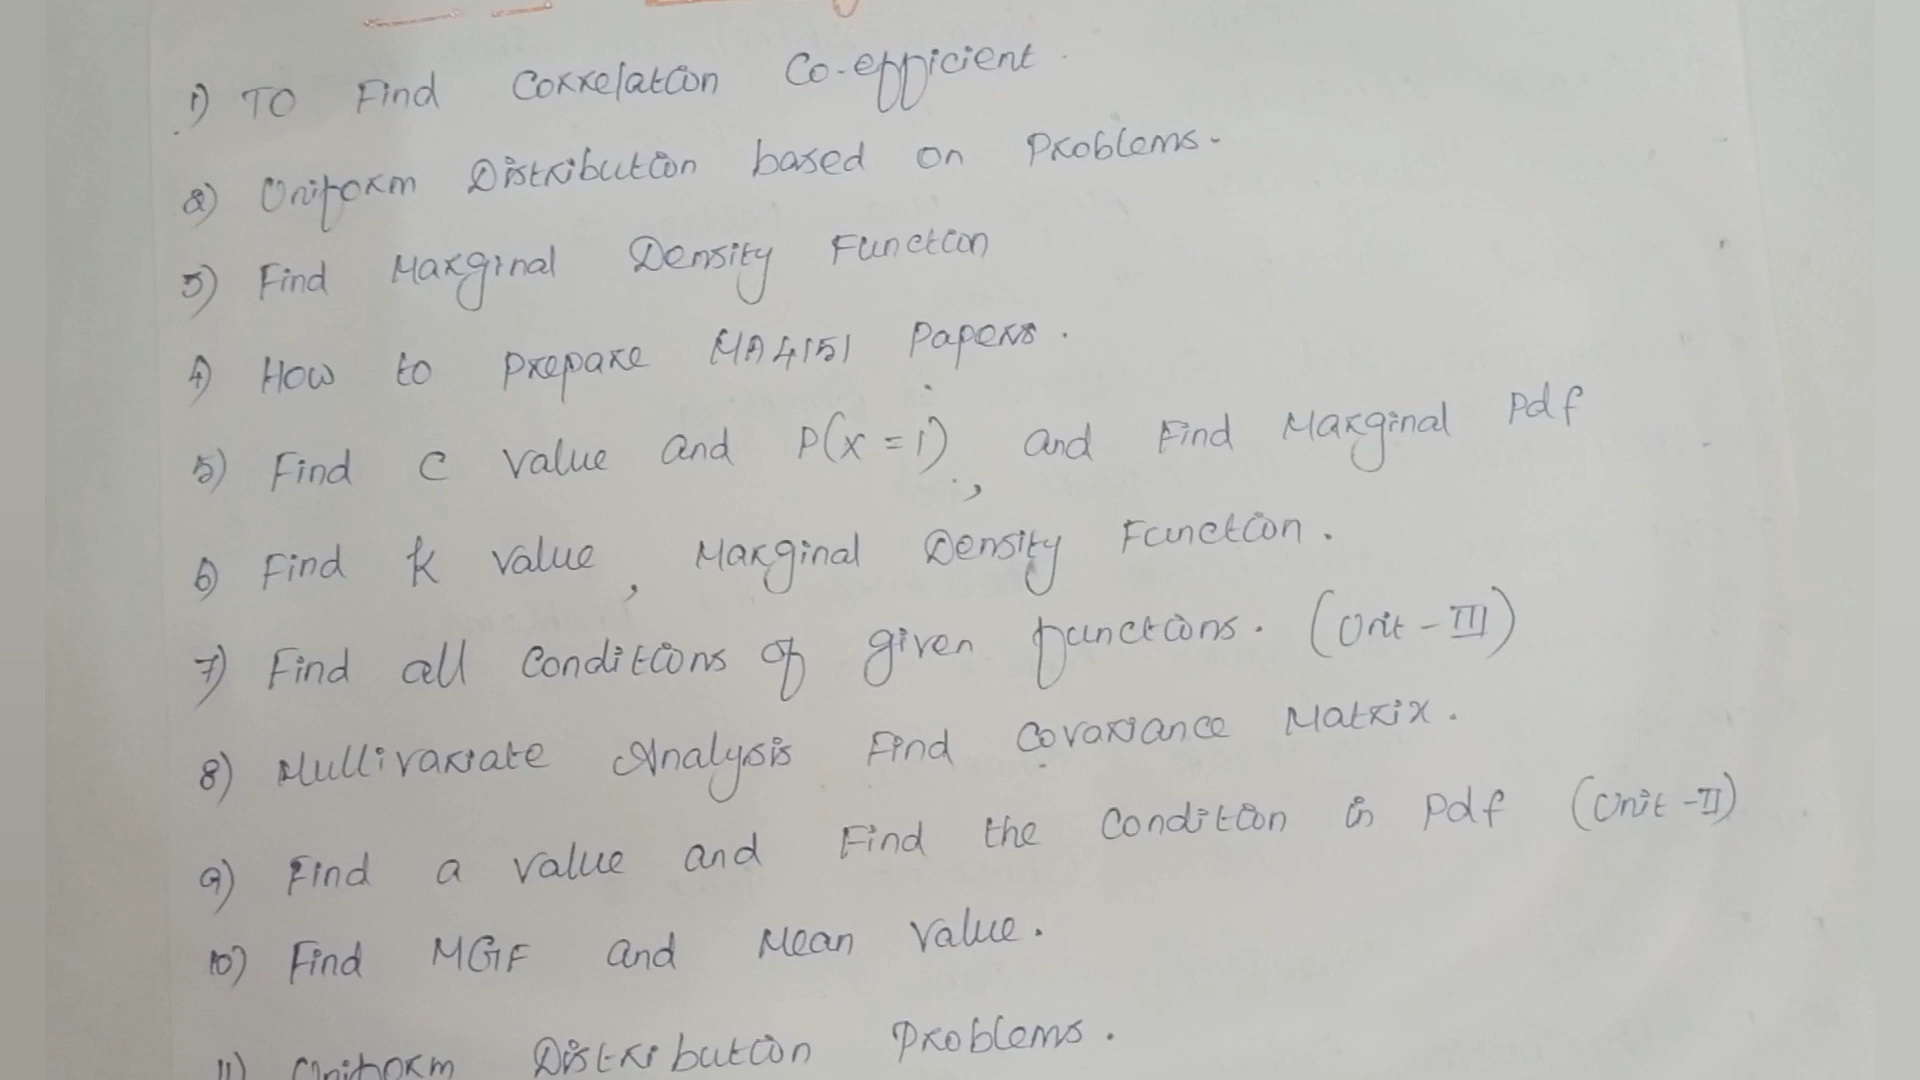 1) TO Find Correlation Co-efficient.
2) Uniform Distribution based on Problems.
3) Find Marginal Density Function
4) How to prepare MA4151 Papers.
5) Find c value and P(x = 1), and Find Marginal Pdf
6) Find k value, Marginal Density Function.
7) Find all Conditions of given functions. (Unit - III)
8) Multivariate Analysis Find Covariance Matrix.
9) Find a value and Find the Condition in Pdf (Unit - II)
10) Find MGF and Mean Value.
11) Uniform Distribution Problems.